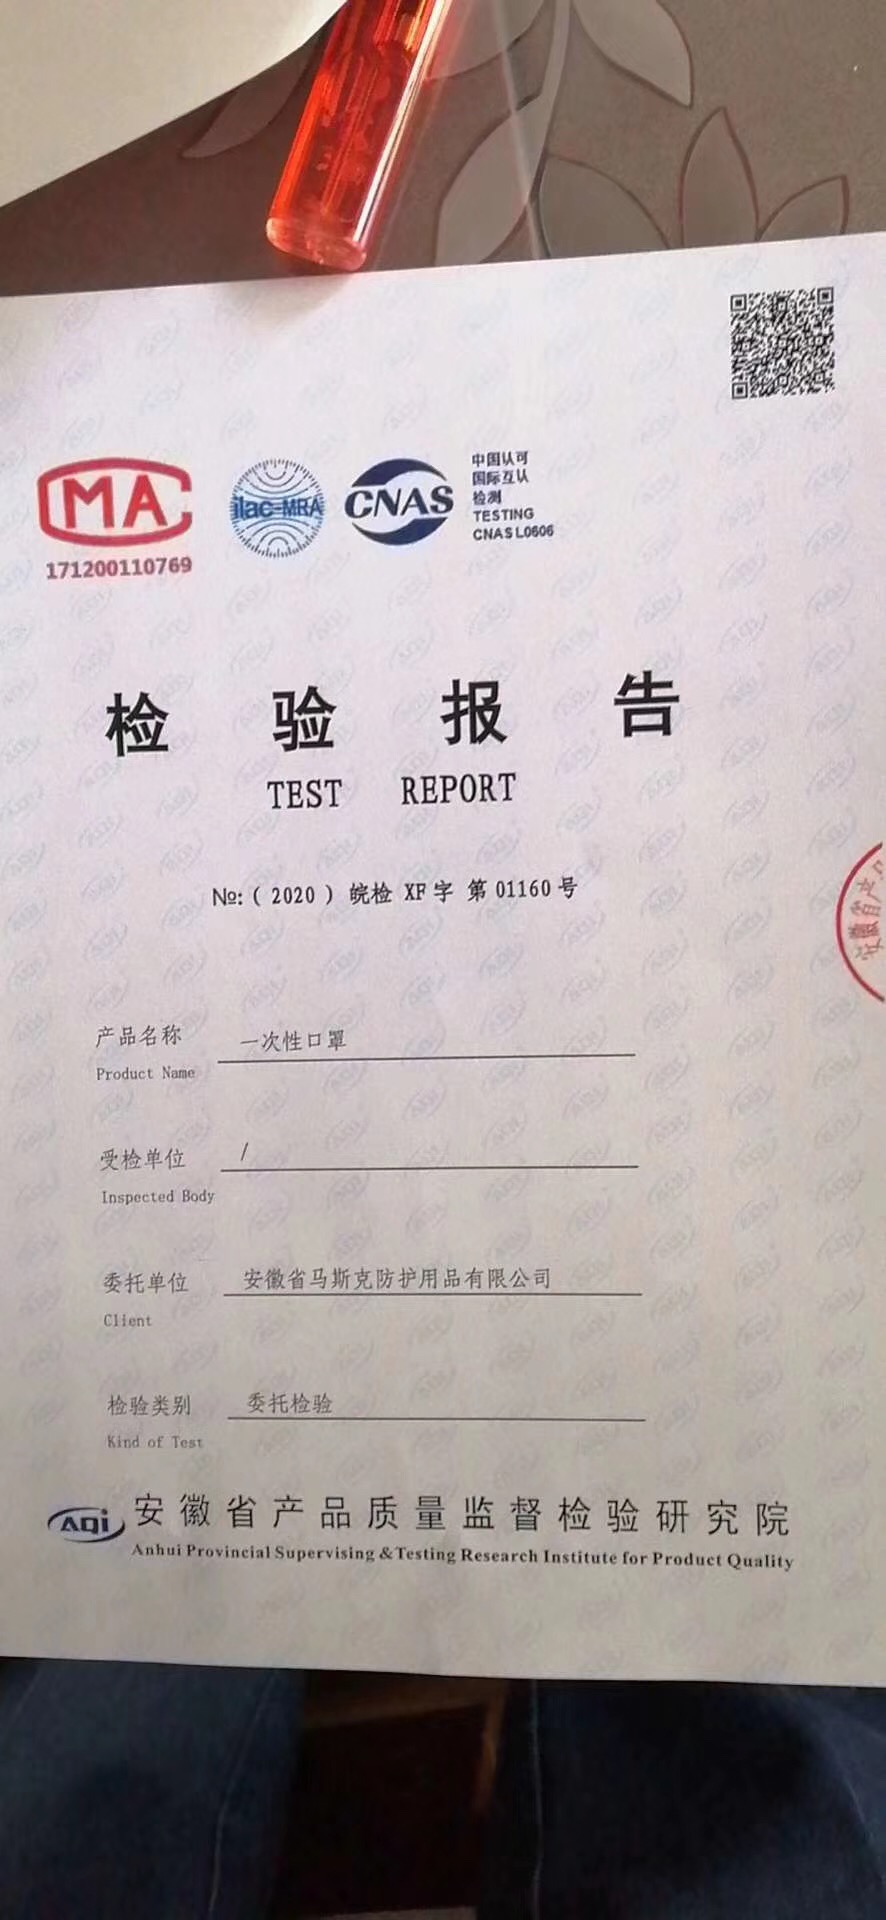 MA
171200110769
ilac-MRA
CNAS
中国认可
国际互认
检测
TESTING
CNAS L0606
检验报告
TEST REPORT
№:( 2020 ) 皖检 XF 字 第 01160 号
安徽省产
产品名称 一次性口罩
Product Name
受检单位 /
Inspected Body
委托单位 安徽省马斯克防护用品有限公司
Client
检验类别 委托检验
Kind of Test
AQI 安徽省产品质量监督检验研究院
Anhui Provincial Supervising & Testing Research Institute for Product Quality